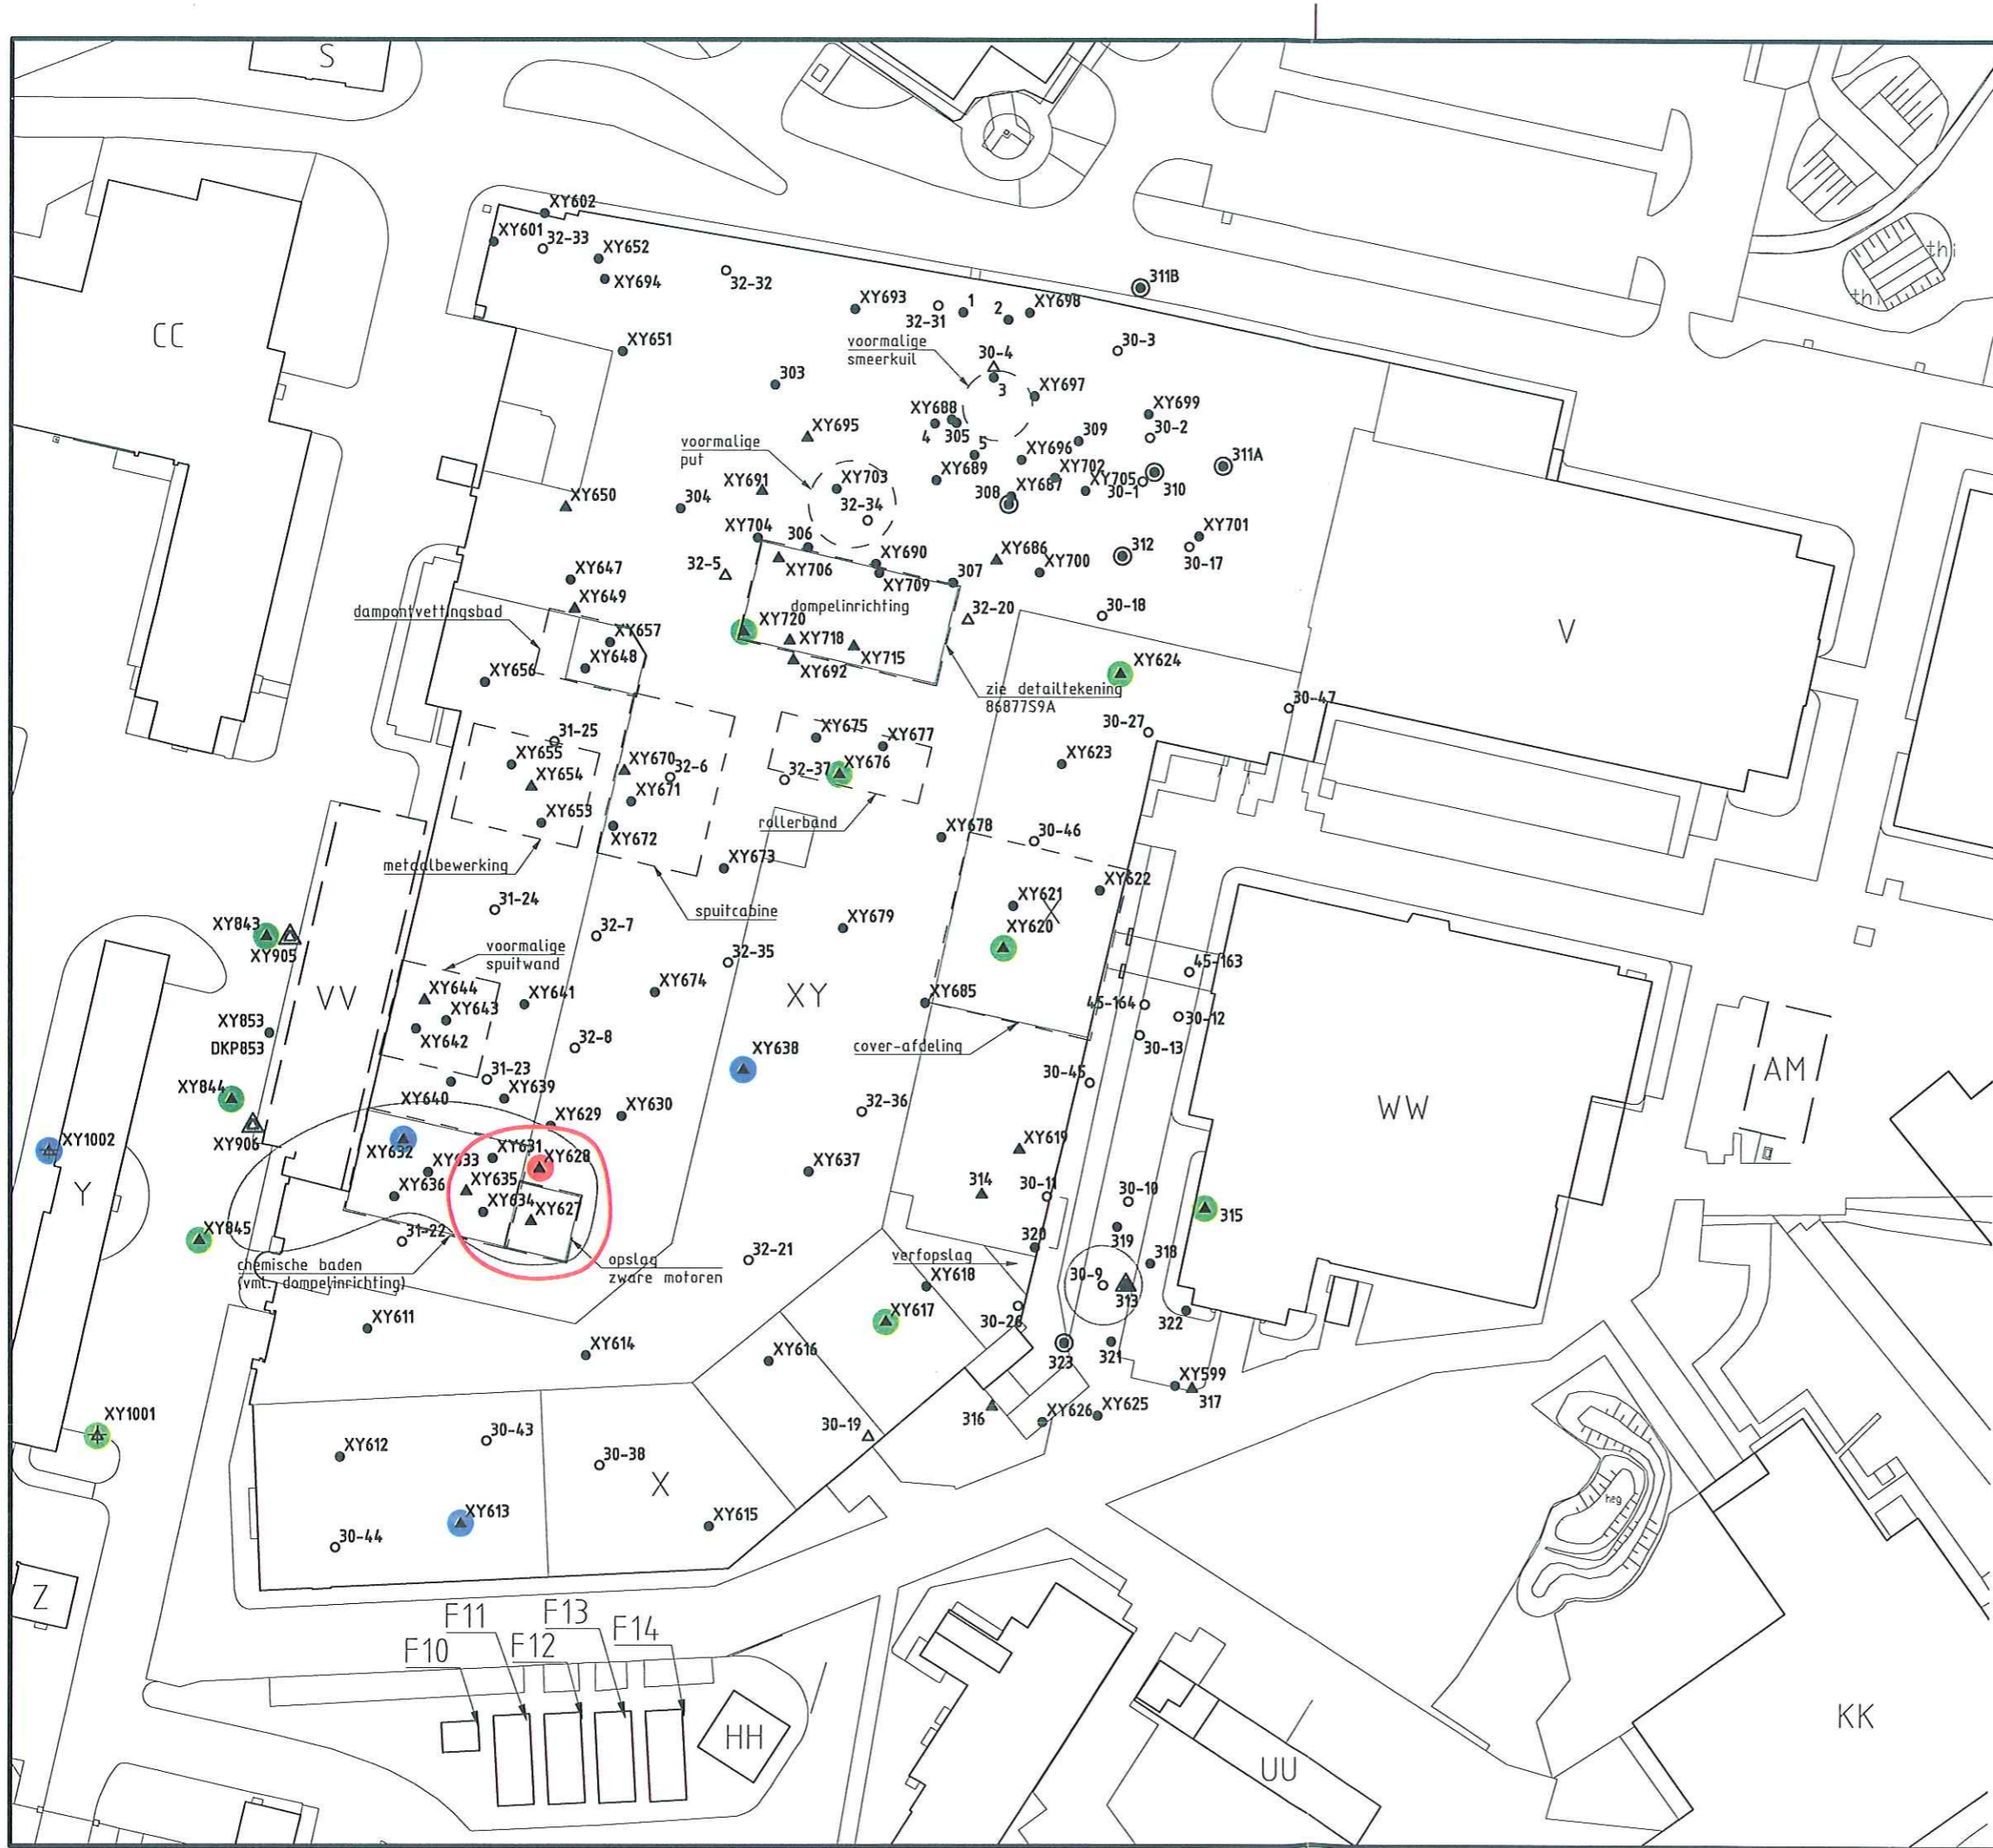 S
XY602
XY601
32-33
XY652
XY694
32-32
311B
thi
thi
CC
XY693
32-31
1
2
XY698
voormalige
smeerkuil
30-4
30-3
XY651
303
3
XY697
XY688
4
305
5
XY699
30-2
309
XY695
voormalige
put
XY696
311A
XY702
XY689
XY705
30-1
310
XY691
XY703
XY687
308
XY650
304
32-34
XY704
306
XY701
312
30-17
XY690
XY686
XY700
32-5
XY706
XY709
307
XY647
XY649
dampontvettingsbad
dompelinrichting
32-20
30-18
XY720
XY718
XY715
XY692
XY657
XY648
XY656
V
XY624
zie detailtekening
86877S9A
30-47
30-27
31-25
XY675
XY677
XY655
XY654
XY670
32-6
32-37
XY676
XY623
XY671
XY653
XY672
rollerband
XY678
30-46
metaalbewerking
XY673
XY622
XY621
X
31-24
spuitcabine
XY843
XY905
32-7
XY679
XY620
voormalige
spuitwand
32-35
45-163
VV
XY644
XY643
XY641
XY674
XY
XY685
45-164
30-12
XY853
DKP853
XY642
32-8
cover-afdeling
30-13
XY638
AM
31-23
30-45
XY844
XY640
XY639
XY629
XY630
32-36
WW
XY906
XY1002
XY632
XY631
XY628
XY619
XY633
XY635
XY637
Y
XY636
XY634
XY627
314
30-11
30-10
315
XY845
31-22
319
320
318
chemische baden
(vml. dompelinrichting)
opslag
zware motoren
32-21
verfopslag
30-9
313
XY618
XY611
XY617
30-26
322
XY614
XY616
323
321
XY599
317
XY1001
30-43
30-19
316
XY626
XY625
XY612
30-38
X
heg
XY613
XY615
30-44
Z
F11
F13
F10
F12
F14
HH
UU
KK